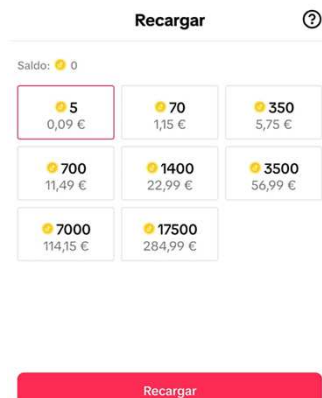 Recargar
Saldo: 0
5 70 350
0,09 € 1,15 € 5,75 €
700 1400 3500
11,49 € 22,99 € 56,99 €
7000 17500
114,15 € 284,99 €
Recargar